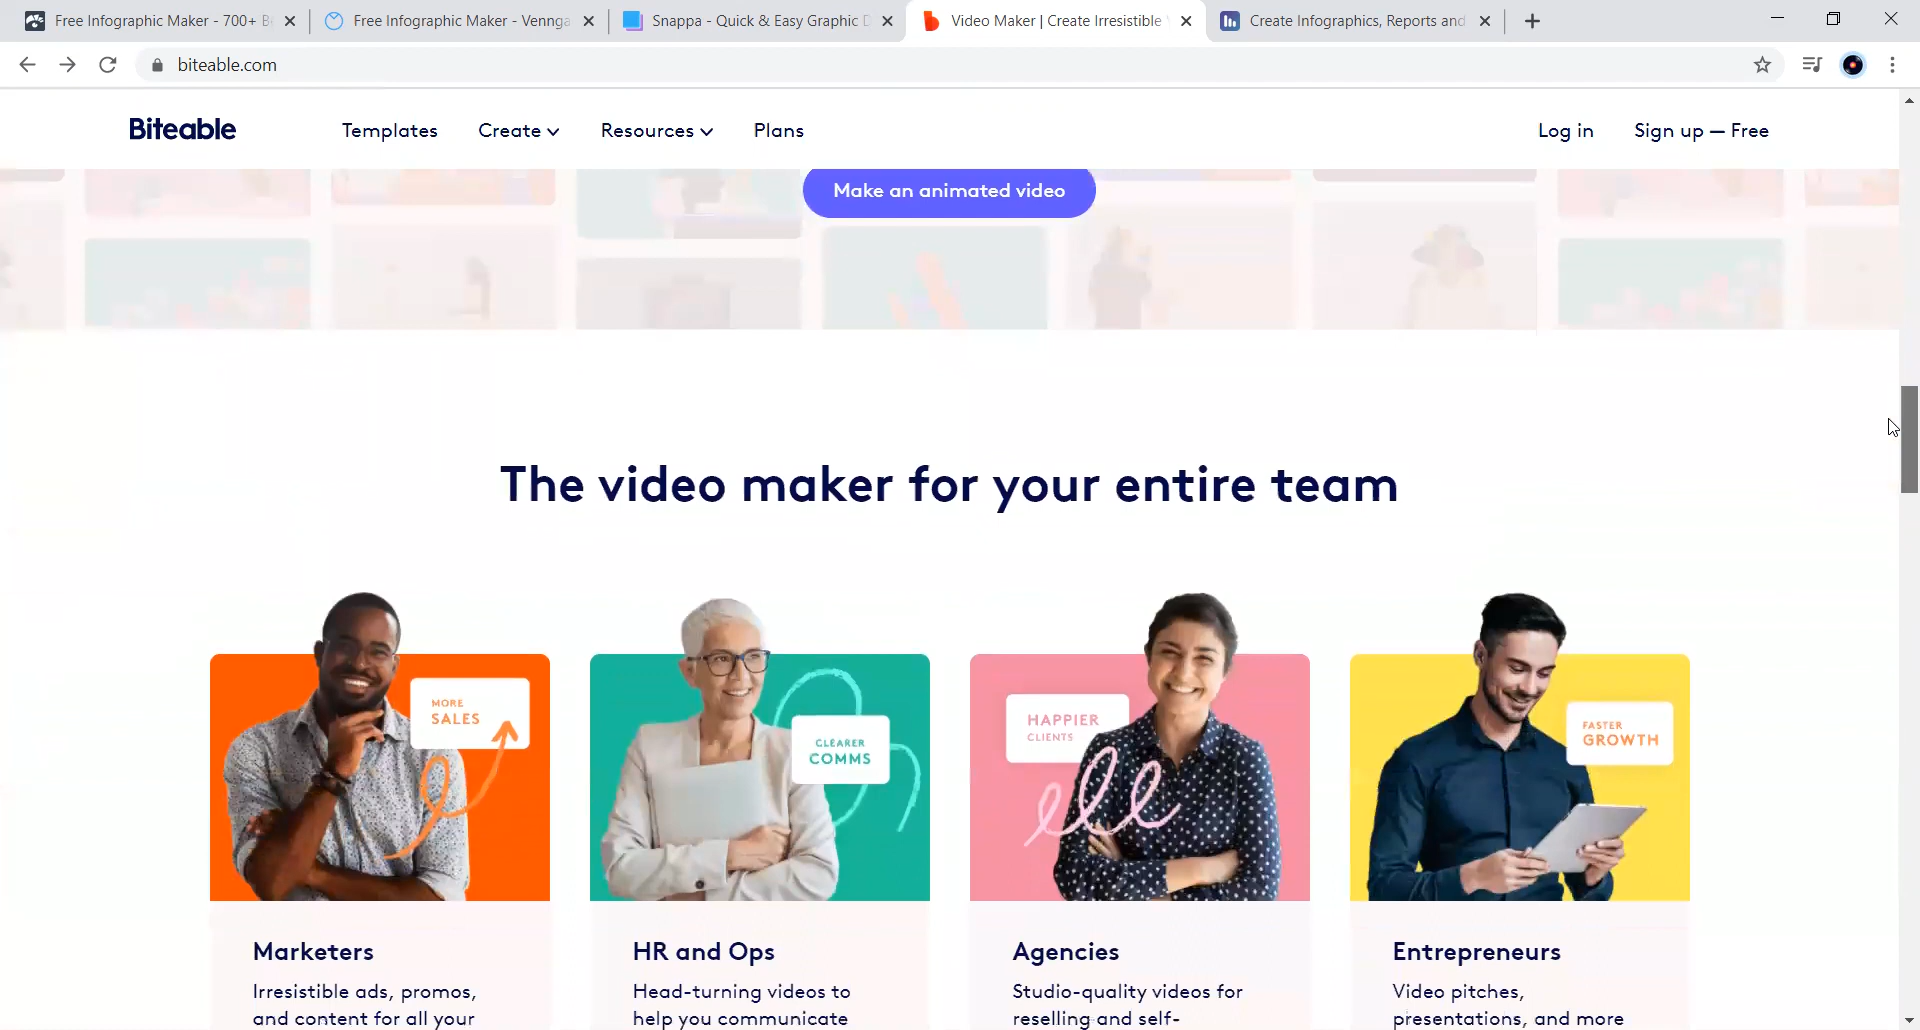 Free Infographic Maker - 700+ B
Free Infographic Maker - Vennga
Snappa - Quick & Easy Graphic D
Video Maker | Create Irresistible
Create Infographics, Reports and
biteable.com
Biteable
Templates
Create
Resources
Plans
Log in
Sign up — Free
Make an animated video
The video maker for your entire team
MORE
SALES
CLEARER
COMMS
HAPPIER
CLIENTS
FASTER
GROWTH
Marketers
Irresistible ads, promos,
and content for all your
HR and Ops
Head-turning videos to
help you communicate
Agencies
Studio-quality videos for
reselling and self-
Entrepreneurs
Video pitches,
presentations, and more